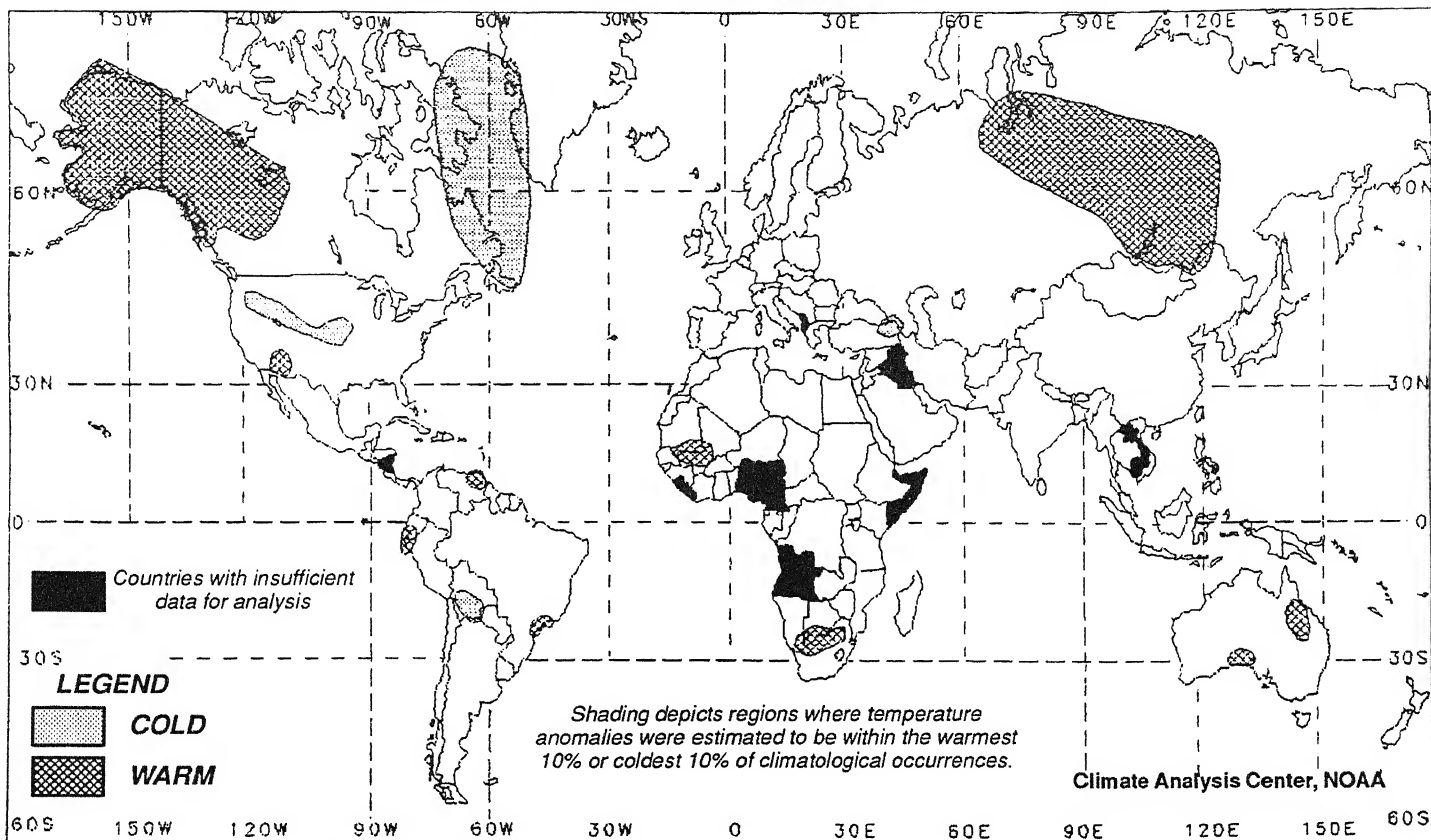 150W 120W 90W 60W 30W 0 30E 60E 90E 120E 150E
60N 60N
30N 30N
0 0
Countries with insufficient
data for analysis
30S 30S
LEGEND
COLD
WARM
Shading depicts regions where temperature
anomalies were estimated to be within the warmest
10% or coldest 10% of climatological occurrences.
Climate Analysis Center, NOAA
60S 150W 120W 90W 60W 30W 0 30E 60E 90E 120E 150E 60S